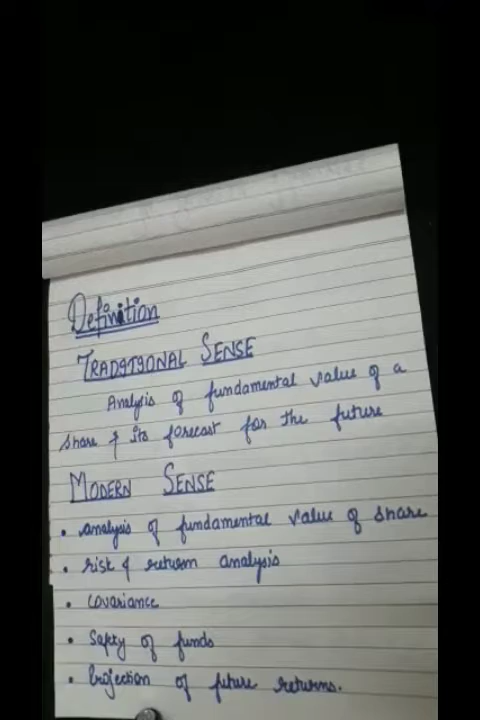 Definition
TRADITIONAL SENSE
Analysis of fundamental value of a
share & its forecast for the future
MODERN SENSE
• analysis of fundamental value of share
• risk & return analysis
• covariance
• Safety of funds
• Projection of future returns.